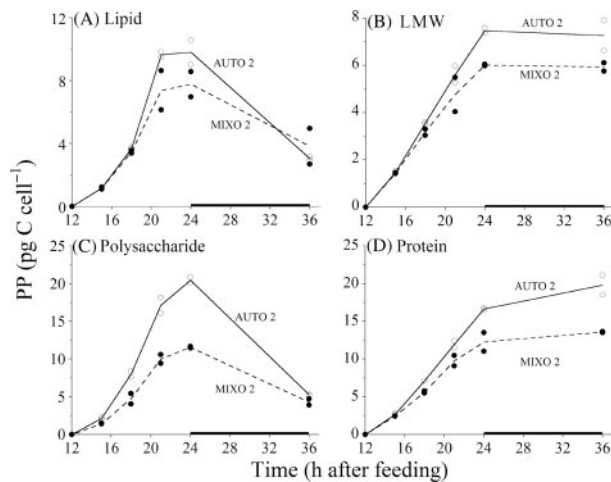 (A) Lipid
(B) LMW
12
9
6
3
0
AUTO 2
MIXO 2
12 16 20 24 28 32 36
8
6
4
2
0
AUTO 2
MIXO 2
12 16 20 24 28 32 36
(C) Polysaccharide
(D) Protein
25
20
15
10
5
0
AUTO 2
MIXO 2
12 16 20 24 28 32 36
25
20
15
10
5
0
AUTO 2
MIXO 2
12 16 20 24 28 32 36
PP (pg C cell⁻¹)
Time (h after feeding)